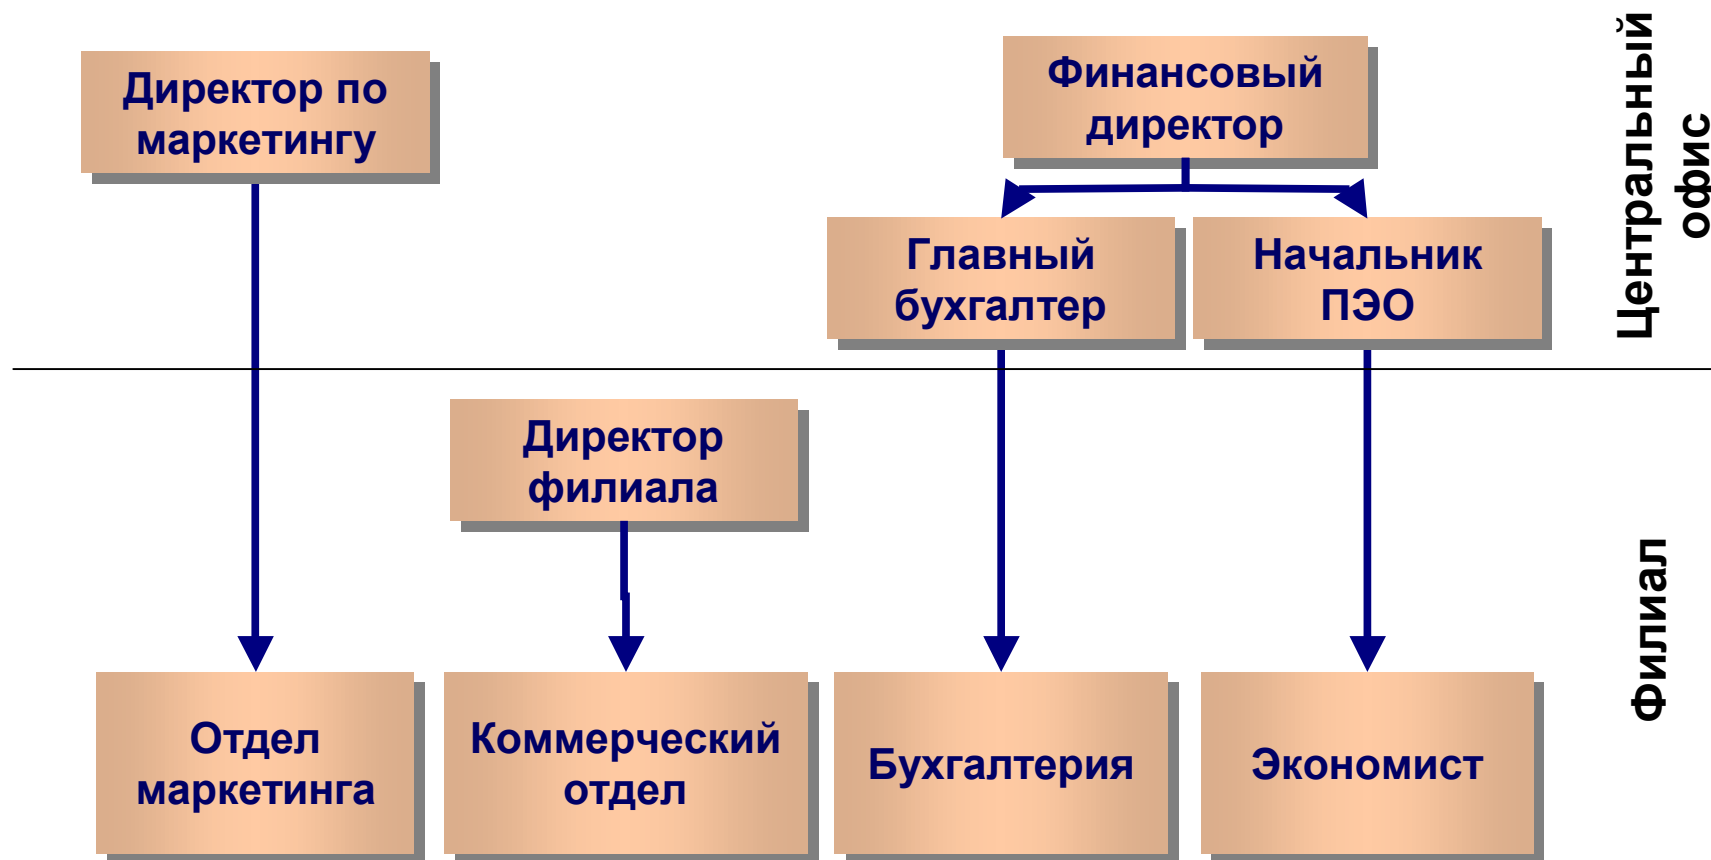 Директор по
маркетингу
Финансовый
директор
Центральный
офис
Главный
бухгалтер
Начальник
ПЭО
Директор
филиала
Филиал
Отдел
маркетинга
Коммерческий
отдел
Бухгалтерия
Экономист